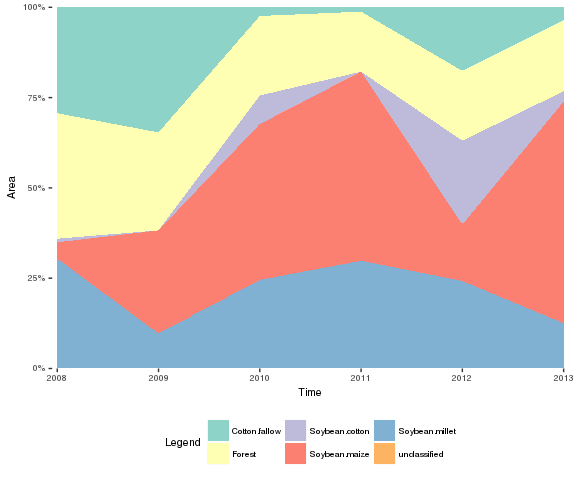 100%
75%
50%
25%
0%
Area
2008 2009 2010 2011 2012 2013
Time
Legend
Cotton.fallow Soybean.cotton Soybean.millet
Forest Soybean.maize unclassified